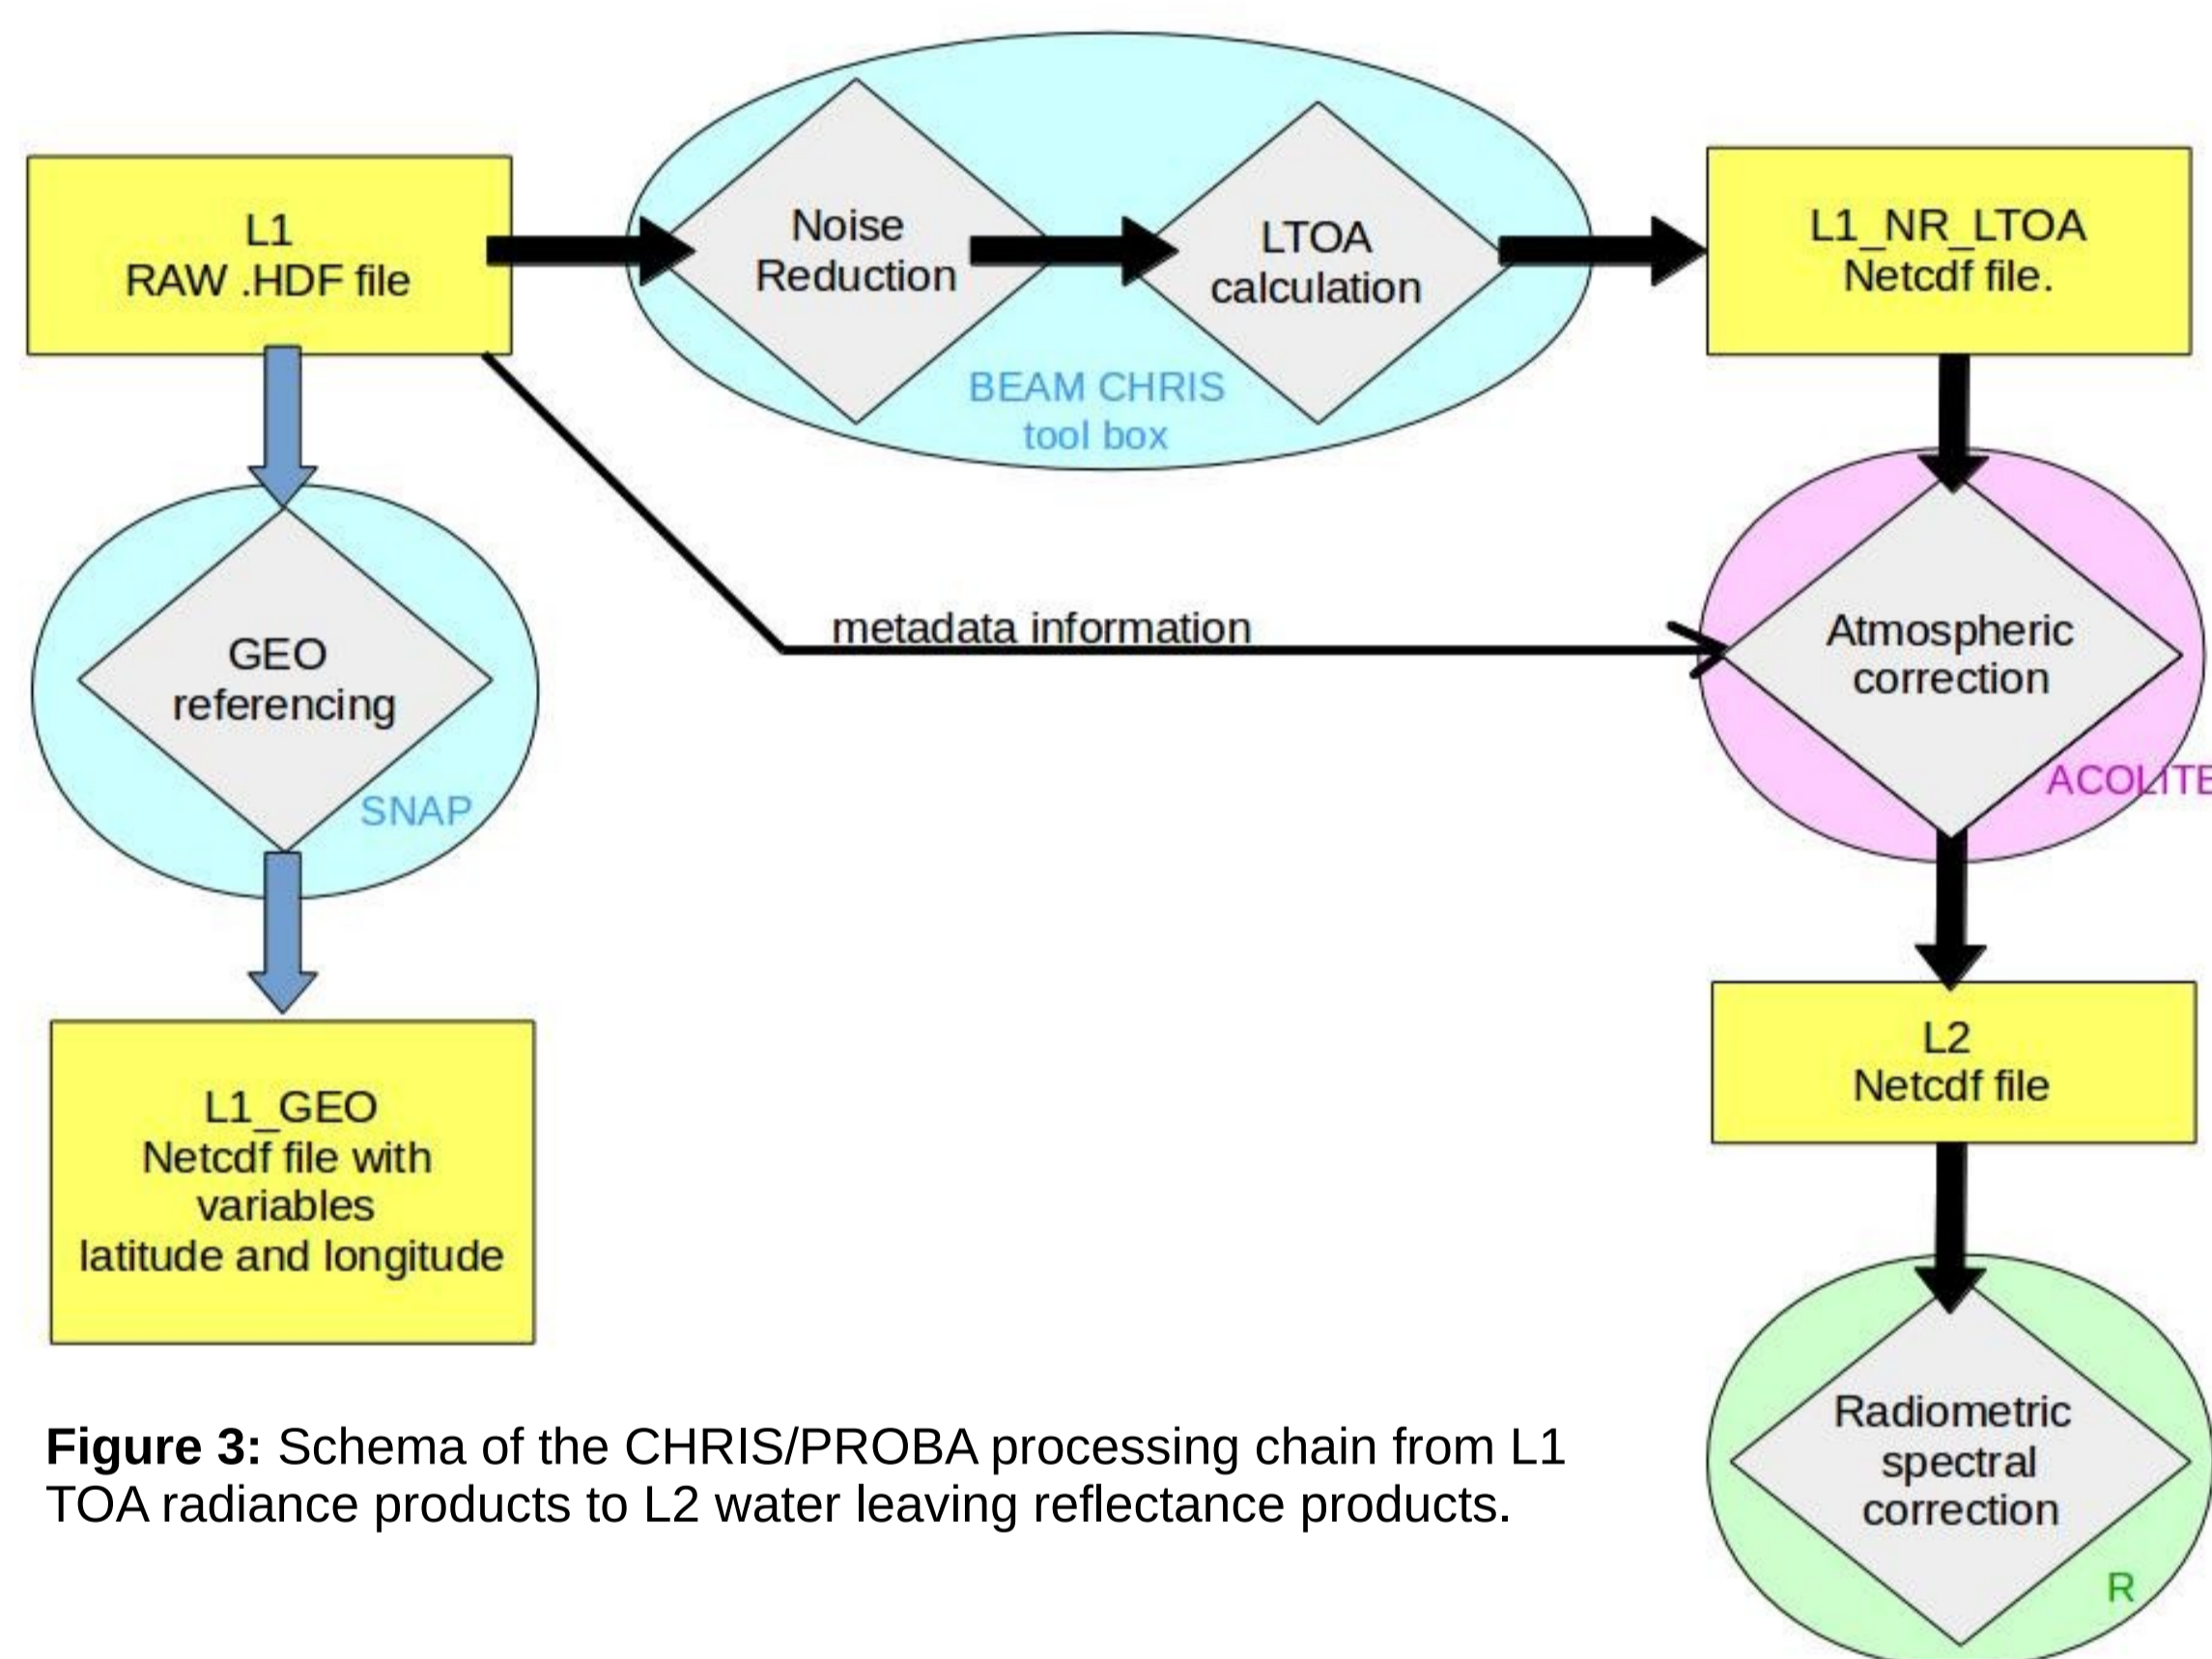 L1
RAW .HDF file
Noise
Reduction
LTOA
calculation
BEAM CHRIS
tool box
L1_NR_LTOA
Netcdf file.
metadata information
GEO
referencing
SNAP
Atmospheric
correction
ACOLITE
L1_GEO
Netcdf file with
variables
latitude and longitude
L2
Netcdf file
Radiometric
spectral
correction
R
Figure 3: Schema of the CHRIS/PROBA processing chain from L1
TOA radiance products to L2 water leaving reflectance products.